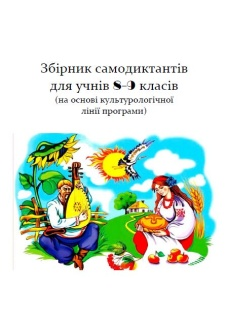 Збірник самодиктантів
для учнів 8-9 класів
(на основі культурологічної
лінії програми)